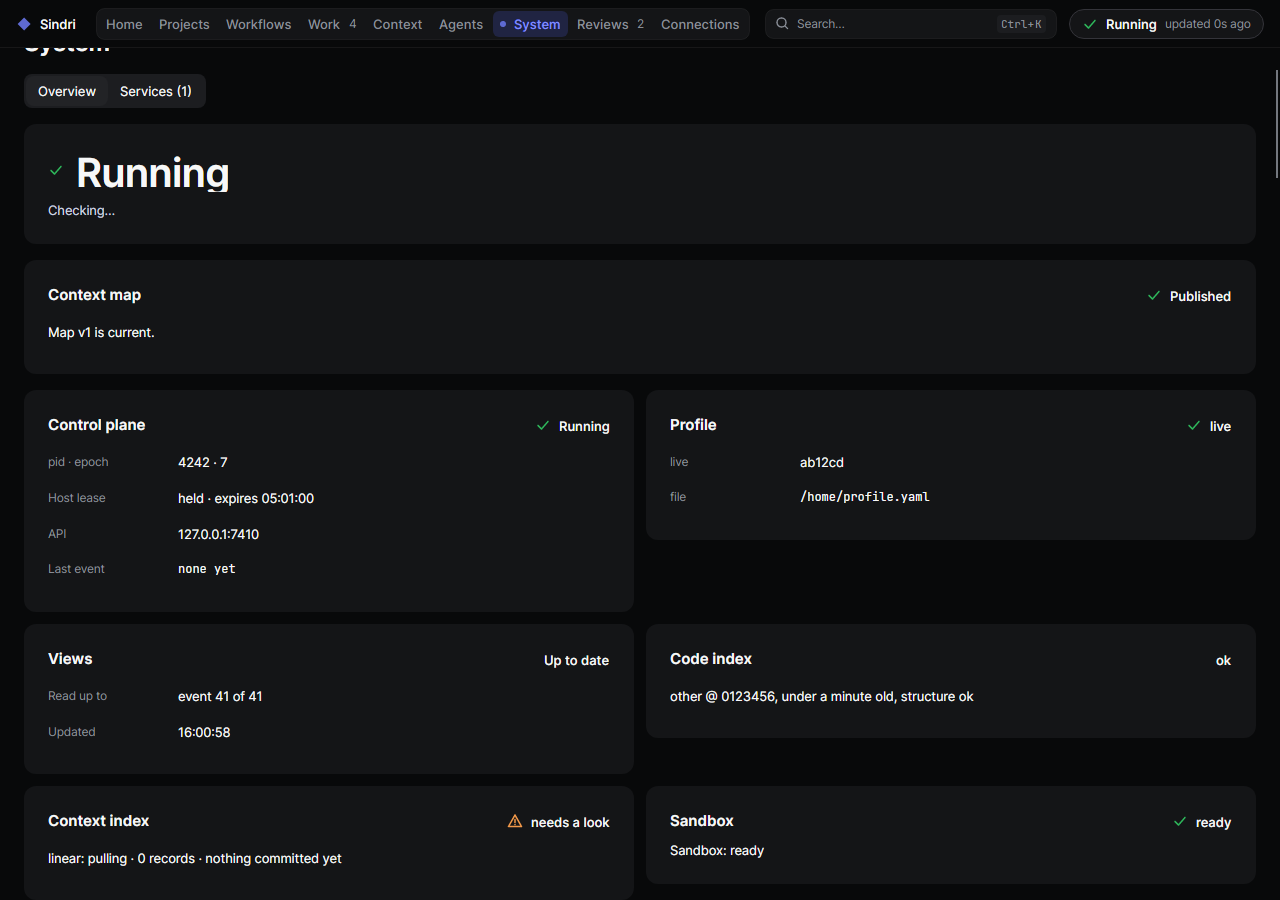 Sindri
Home Projects Workflows Work 4 Context Agents System Reviews 2 Connections
Search... Ctrl+K
Running updated 0s ago
System
Overview Services (1)
Running
Checking...
Context map Published
Map v1 is current.
Control plane Running
pid · epoch 4242 · 7
Host lease held · expires 05:01:00
API 127.0.0.1:7410
Last event none yet
Profile live
live ab12cd
file /home/profile.yaml
Views Up to date
Read up to event 41 of 41
Updated 16:00:58
Code index ok
other @ 0123456, under a minute old, structure ok
Context index needs a look
linear: pulling · 0 records · nothing committed yet
Sandbox ready
Sandbox: ready